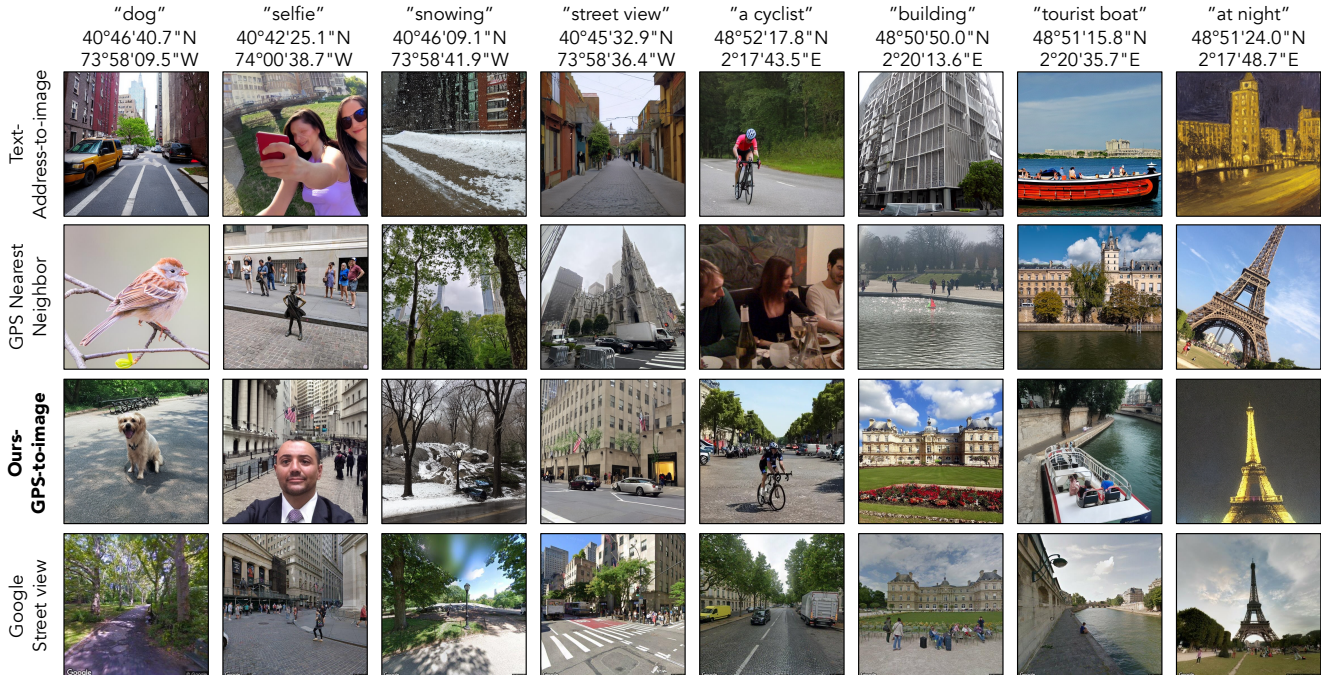 "dog"
40°46'40.7"N
73°58'09.5"W
"selfie"
40°42'25.1"N
74°00'38.7"W
"snowing"
40°46'09.1"N
73°58'41.9"W
"street view"
40°45'32.9"N
73°58'36.4"W
"a cyclist"
48°52'17.8"N
2°17'43.5"E
"building"
48°50'50.0"N
2°20'13.6"E
"tourist boat"
48°51'15.8"N
2°20'35.7"E
"at night"
48°51'24.0"N
2°17'48.7"E
Text-
Address-to-image
GPS Nearest
Neighbor
Ours-
GPS-to-image
Google
Street view
Google